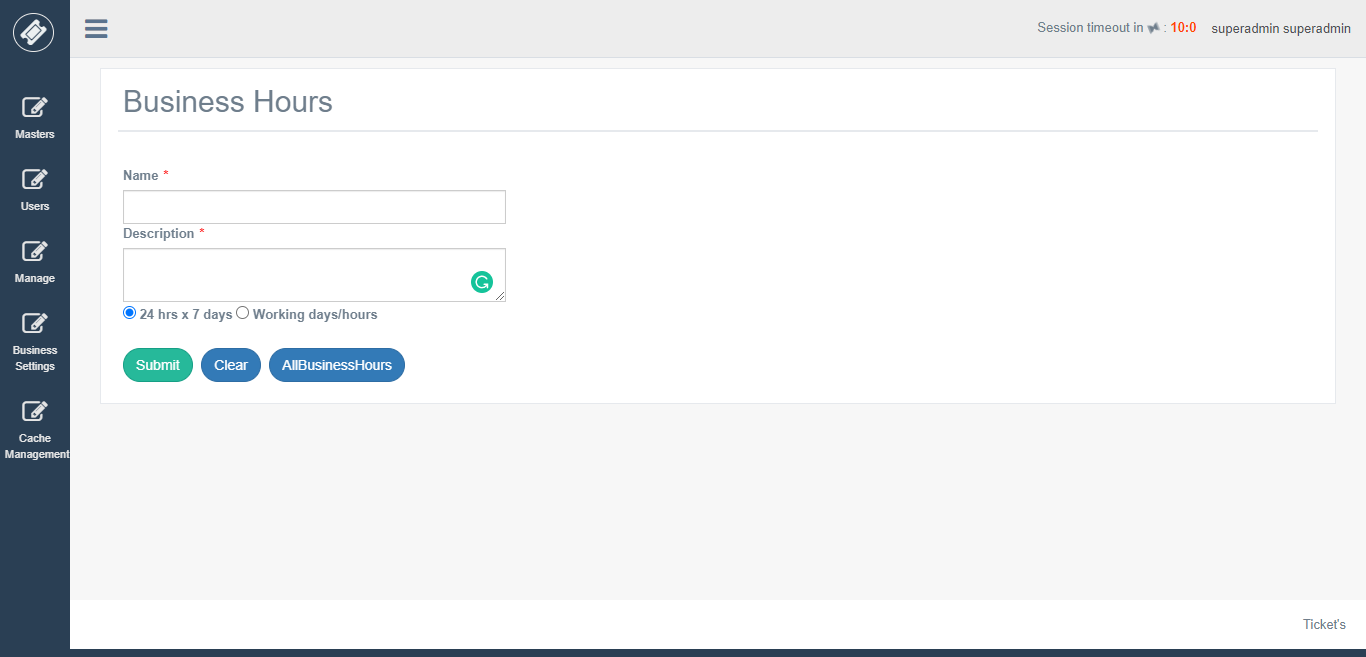 Session timeout in : 10:0 superadmin superadmin
Business Hours
Masters
Users
Manage
Business
Settings
Cache
Management
Name *
Description *
24 hrs x 7 days Working days/hours
Submit Clear AllBusinessHours
Ticket's